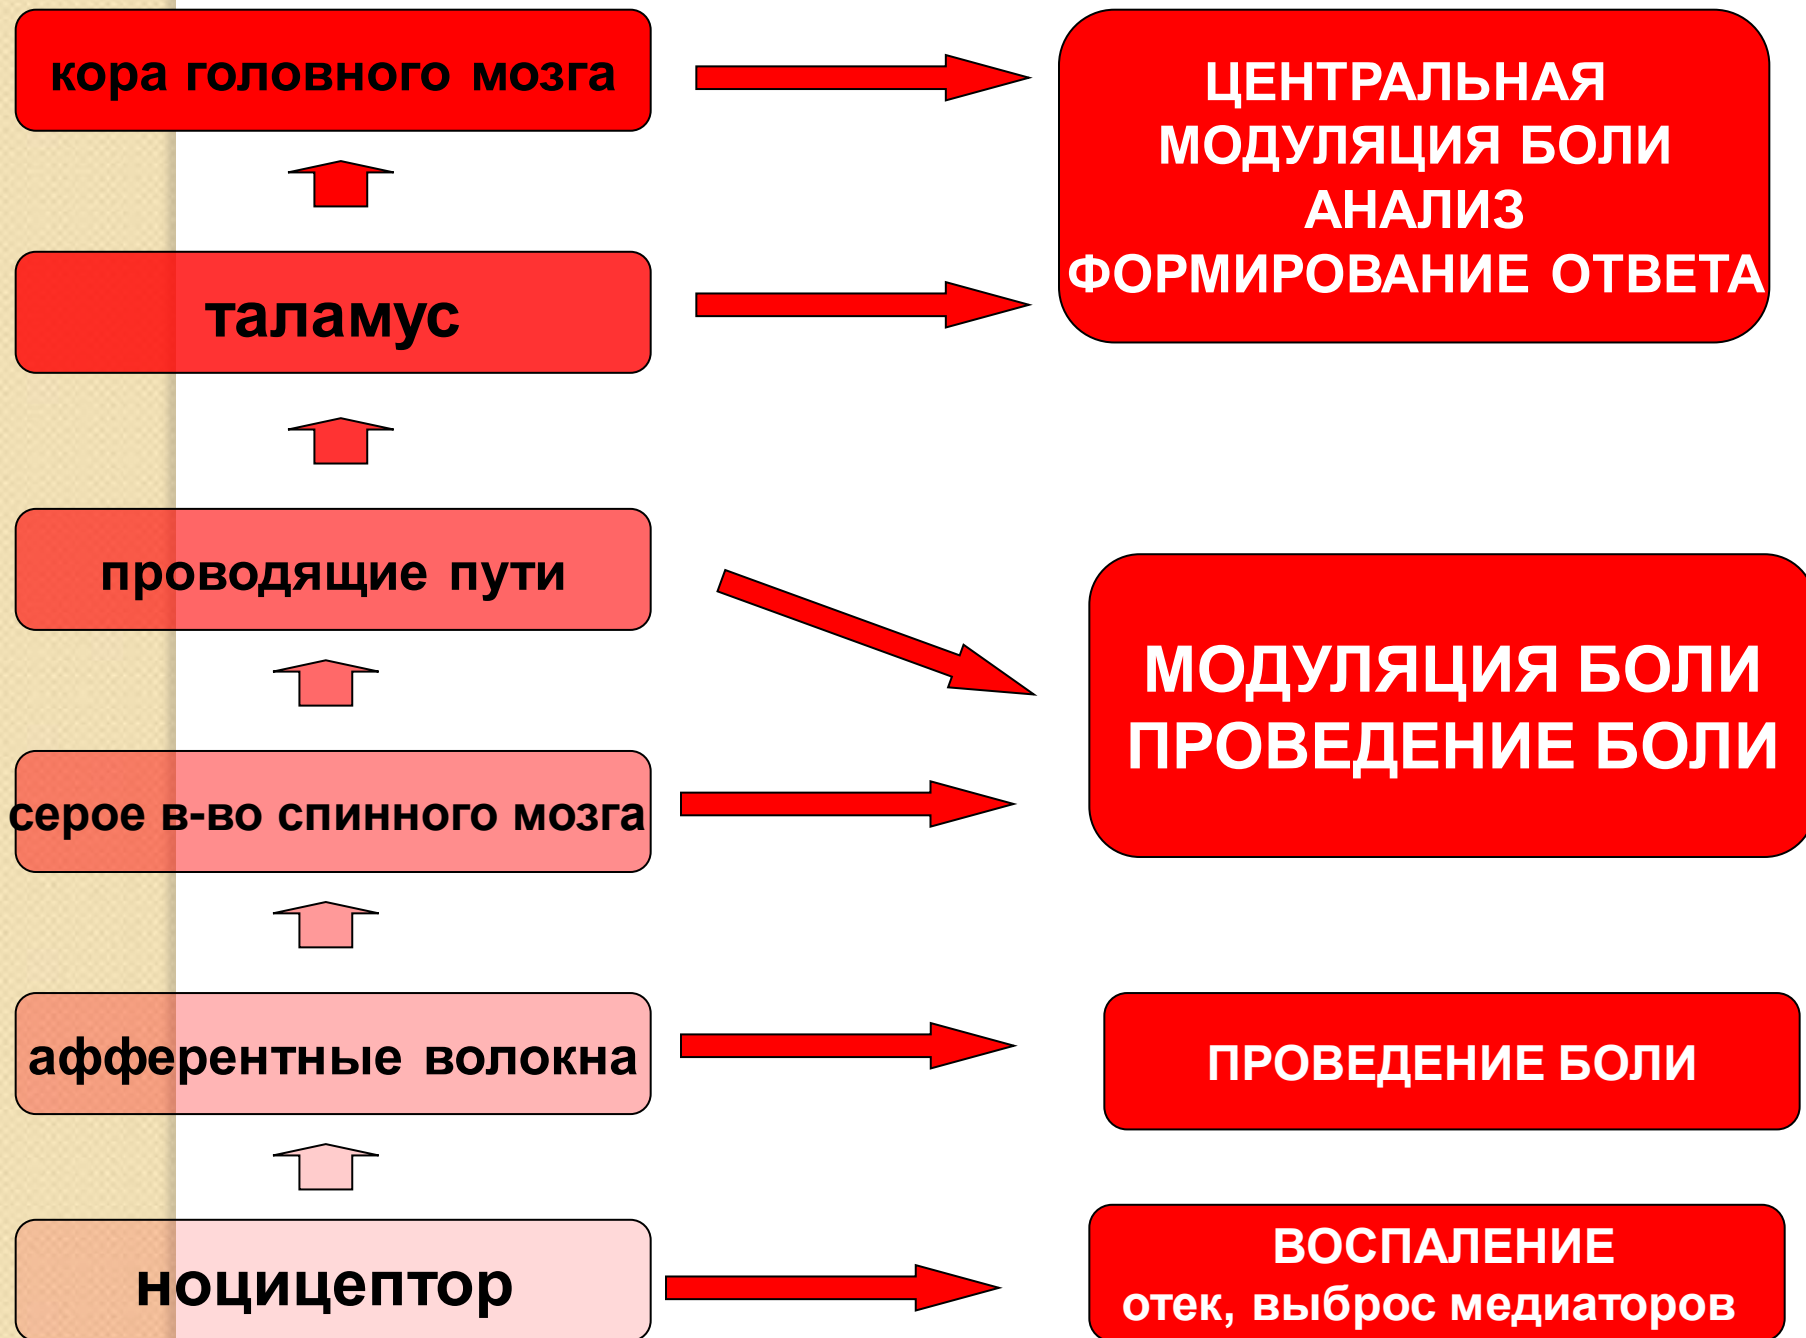 кора головного мозга
ЦЕНТРАЛЬНАЯ
МОДУЛЯЦИЯ БОЛИ
АНАЛИЗ
ФОРМИРОВАНИЕ ОТВЕТА
таламус
проводящие пути
МОДУЛЯЦИЯ БОЛИ
ПРОВЕДЕНИЕ БОЛИ
серое в-во спинного мозга
афферентные волокна
ПРОВЕДЕНИЕ БОЛИ
ноцицептор
ВОСПАЛЕНИЕ
отек, выброс медиаторов